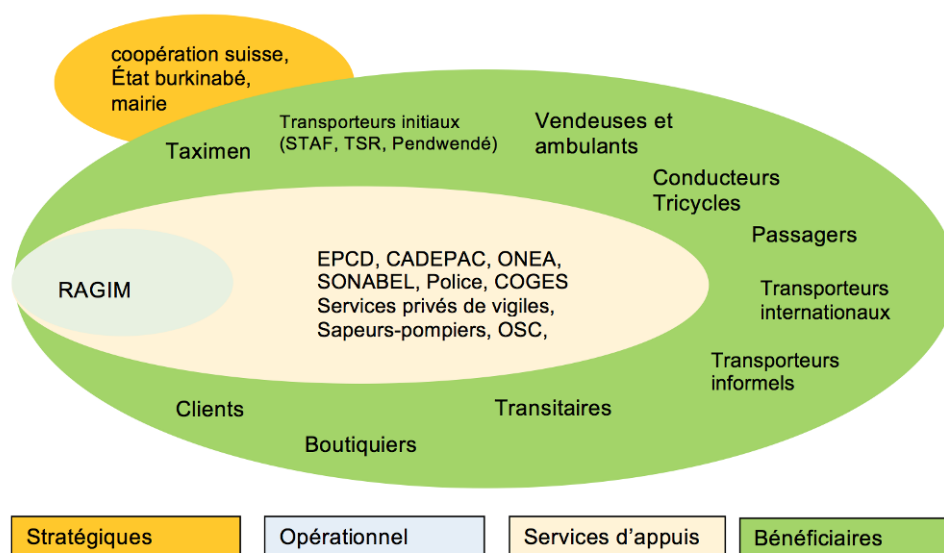 coopération suisse,
État burkinabé,
mairie
Taximen
Transporteurs initiaux
(STAF, TSR, Pendwendé)
Vendeuses et
ambulants
Conducteurs
Tricycles
Passagers
Transporteurs
internationaux
Transporteurs
informels
RAGIM
EPCD, CADEPAC, ONEA,
SONABEL, Police, COGES
Services privés de vigiles,
Sapeurs-pompiers, OSC,
Clients
Boutiquiers
Transitaires
Stratégiques
Opérationnel
Services d'appuis
Bénéficiaires